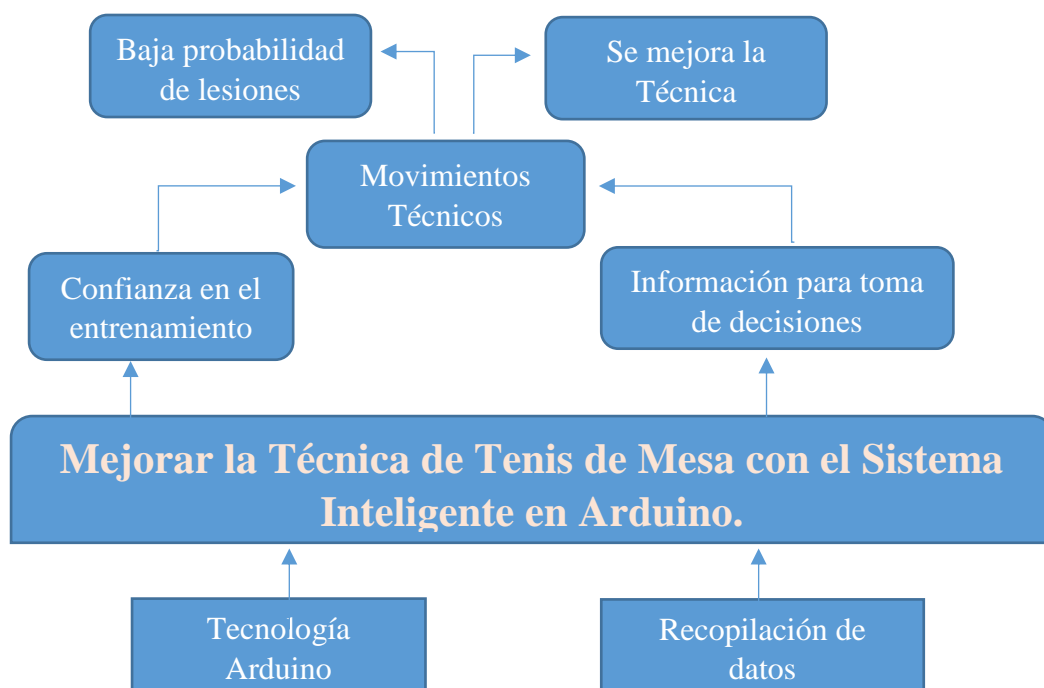 Baja probabilidad
de lesiones
Se mejora la
Técnica
Movimientos
Técnicos
Confianza en el
entrenamiento
Información para toma
de decisiones
Mejorar la Técnica de Tenis de Mesa con el Sistema
Inteligente en Arduino.
Tecnología
Arduino
Recopilación de
datos